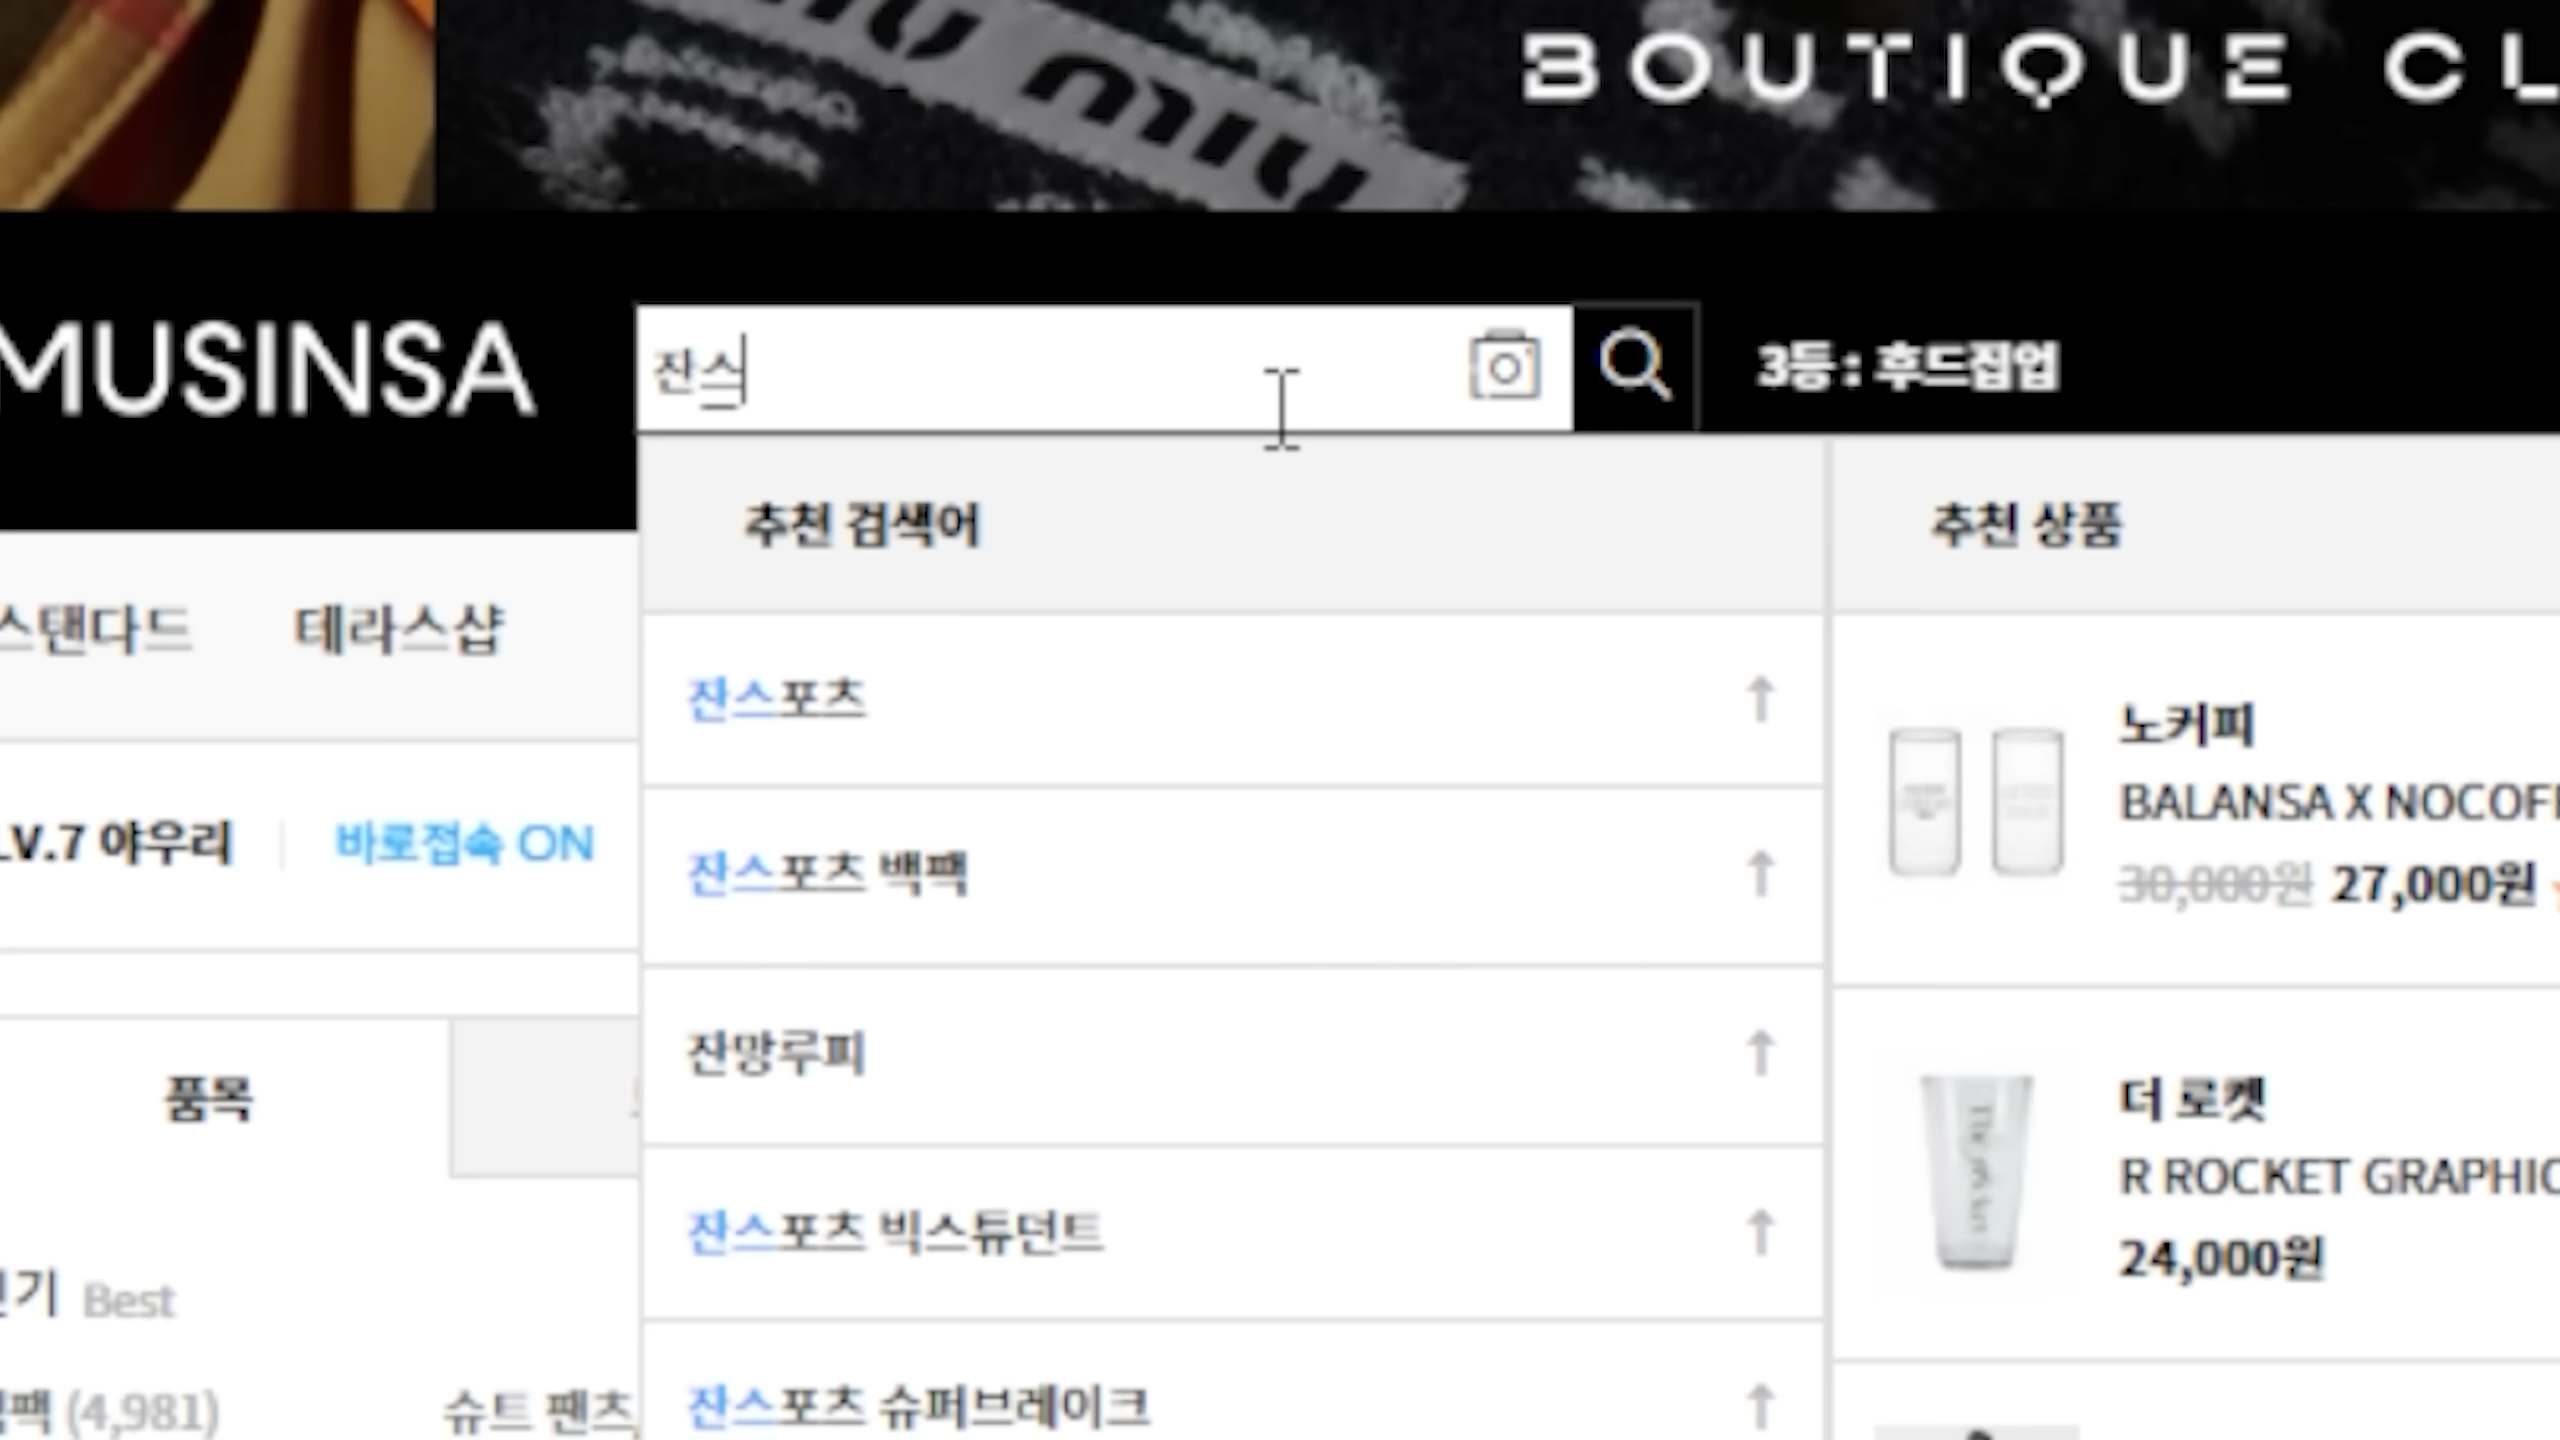 miu
BOUTIQUE CL
MUSINSA
잔스
3등 : 후드집업
추천 검색어
추천 상품
스탠다드
테라스샵
잔스포츠
노커피
BALANSA X NOCOF
30,000원 27,000원
LV.7 야우리
바로접속 ON
잔스포츠 백팩
잔망루피
품목
더 로켓
R ROCKET GRAPHIC
24,000원
잔스포츠 빅스튜던트
기 Best
잔스포츠 슈퍼브레이크
팩 (4,981)
슈트 팬츠